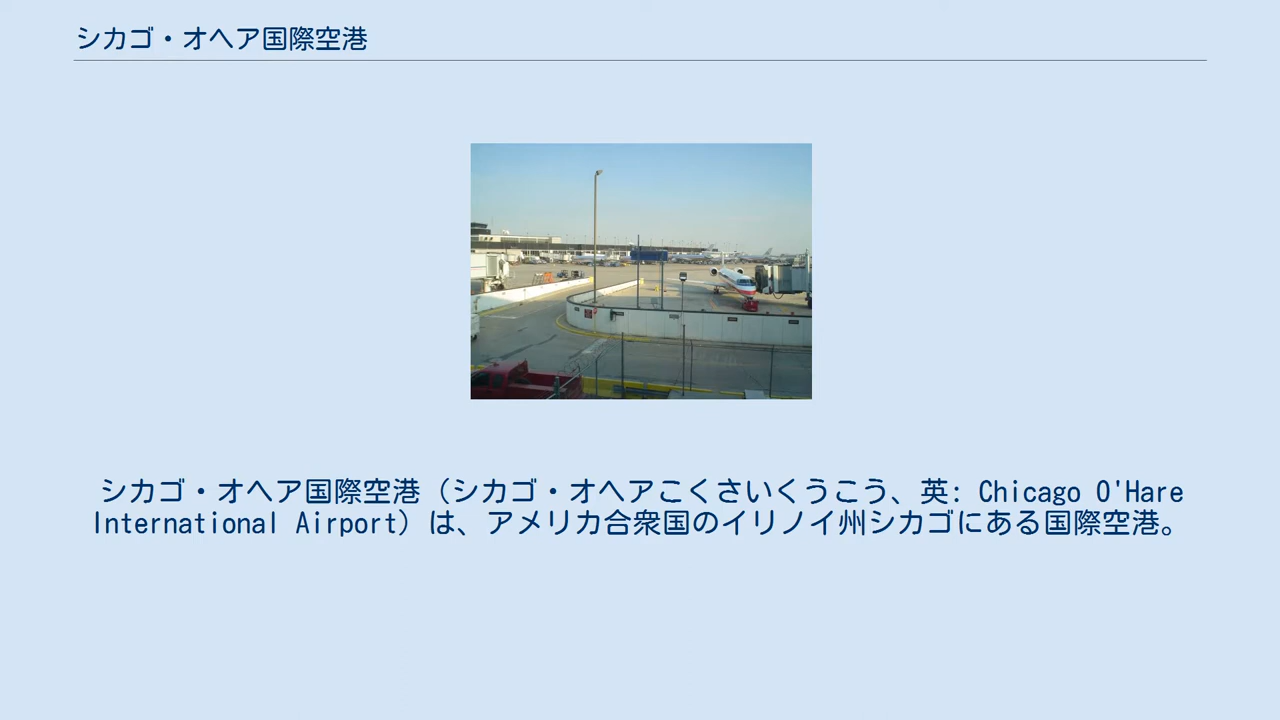 シカゴ・オヘア国際空港
シカゴ・オヘア国際空港（シカゴ・オヘアこくさいくうこう、英: Chicago O'Hare
International Airport）は、アメリカ合衆国のイリノイ州シカゴにある国際空港。